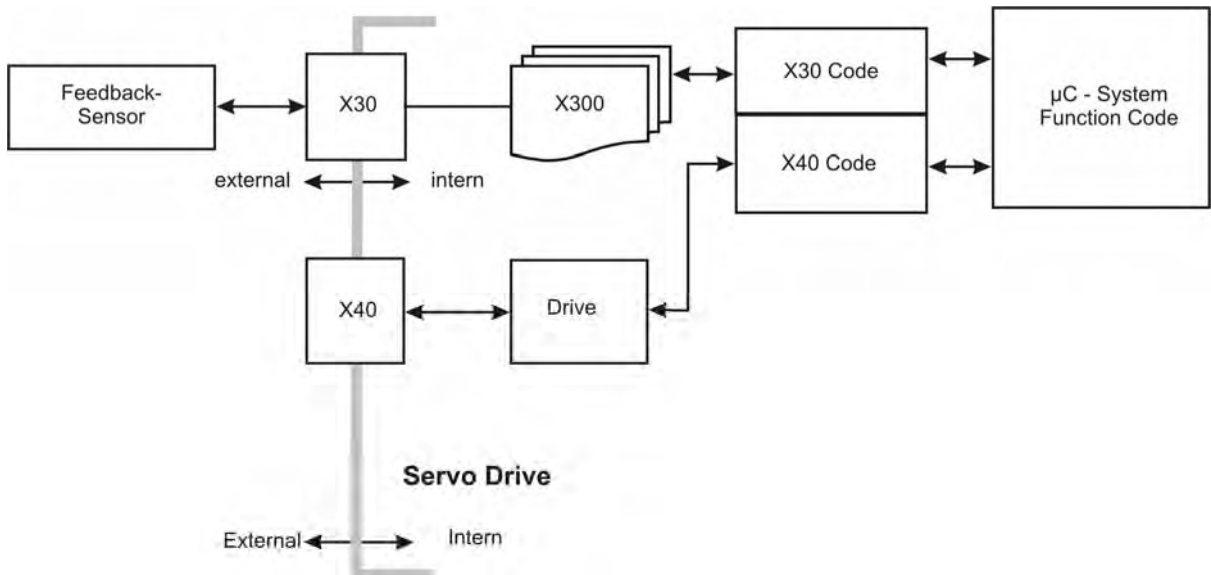 Feedback-
Sensor
X30
X300
X30 Code
X40 Code
µC - System
Function Code
external
intern
X40
Drive
Servo Drive
External
Intern